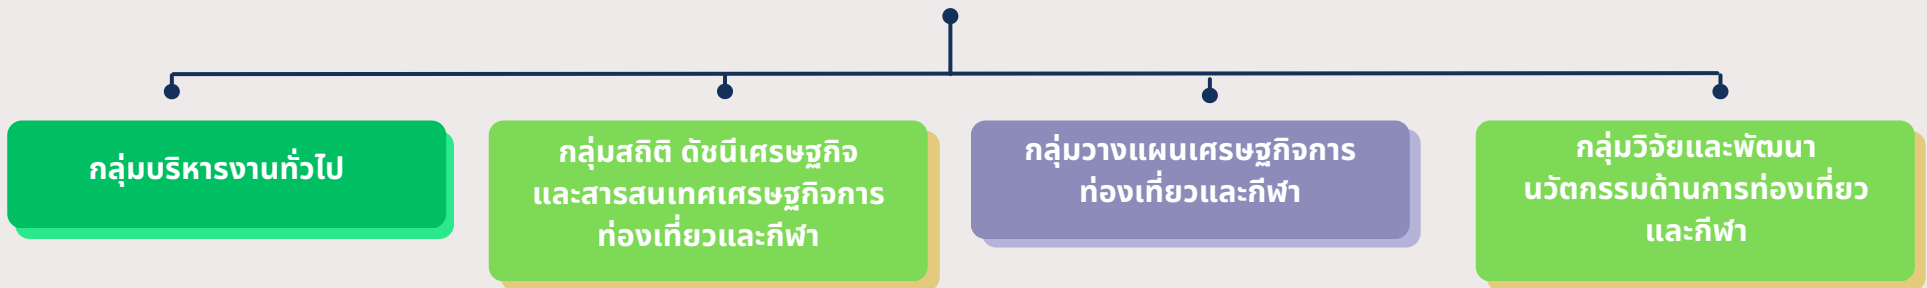 กลุ่มบริหารงานทั่วไป
กลุ่มสถิติ ดัชนีเศรษฐกิจ
และสารสนเทศเศรษฐกิจการ
ท่องเที่ยวและกีฬา
กลุ่มวางแผนเศรษฐกิจการ
ท่องเที่ยวและกีฬา
กลุ่มวิจัยและพัฒนา
นวัตกรรมด้านการท่องเที่ยว
และกีฬา